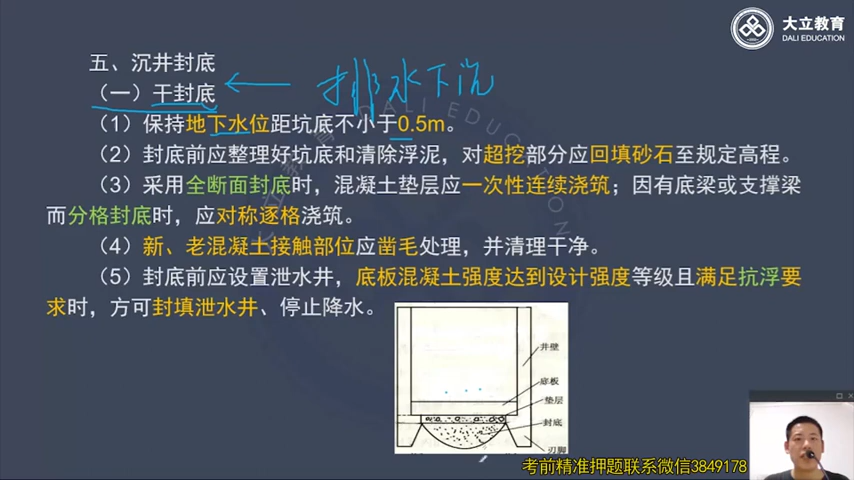 大立教育
DALI EDUCATION
五、沉井封底
（一）干封底
排水下沉
（1）保持地下水位距坑底不小于0.5m。
（2）封底前应整理好坑底和清除浮泥，对超挖部分应回填砂石至规定高程。
（3）采用全断面封底时，混凝土垫层应一次性连续浇筑；因有底梁或支撑梁
而分格封底时，应对称逐格浇筑。
（4）新、老混凝土接触部位应凿毛处理，并清理干净。
（5）封底前应设置泄水井，底板混凝土强度达到设计强度等级且满足抗浮要
求时，方可封填泄水井、停止降水。
井壁
底板
垫层
封底
刃脚
考前精准押题联系微信3849178